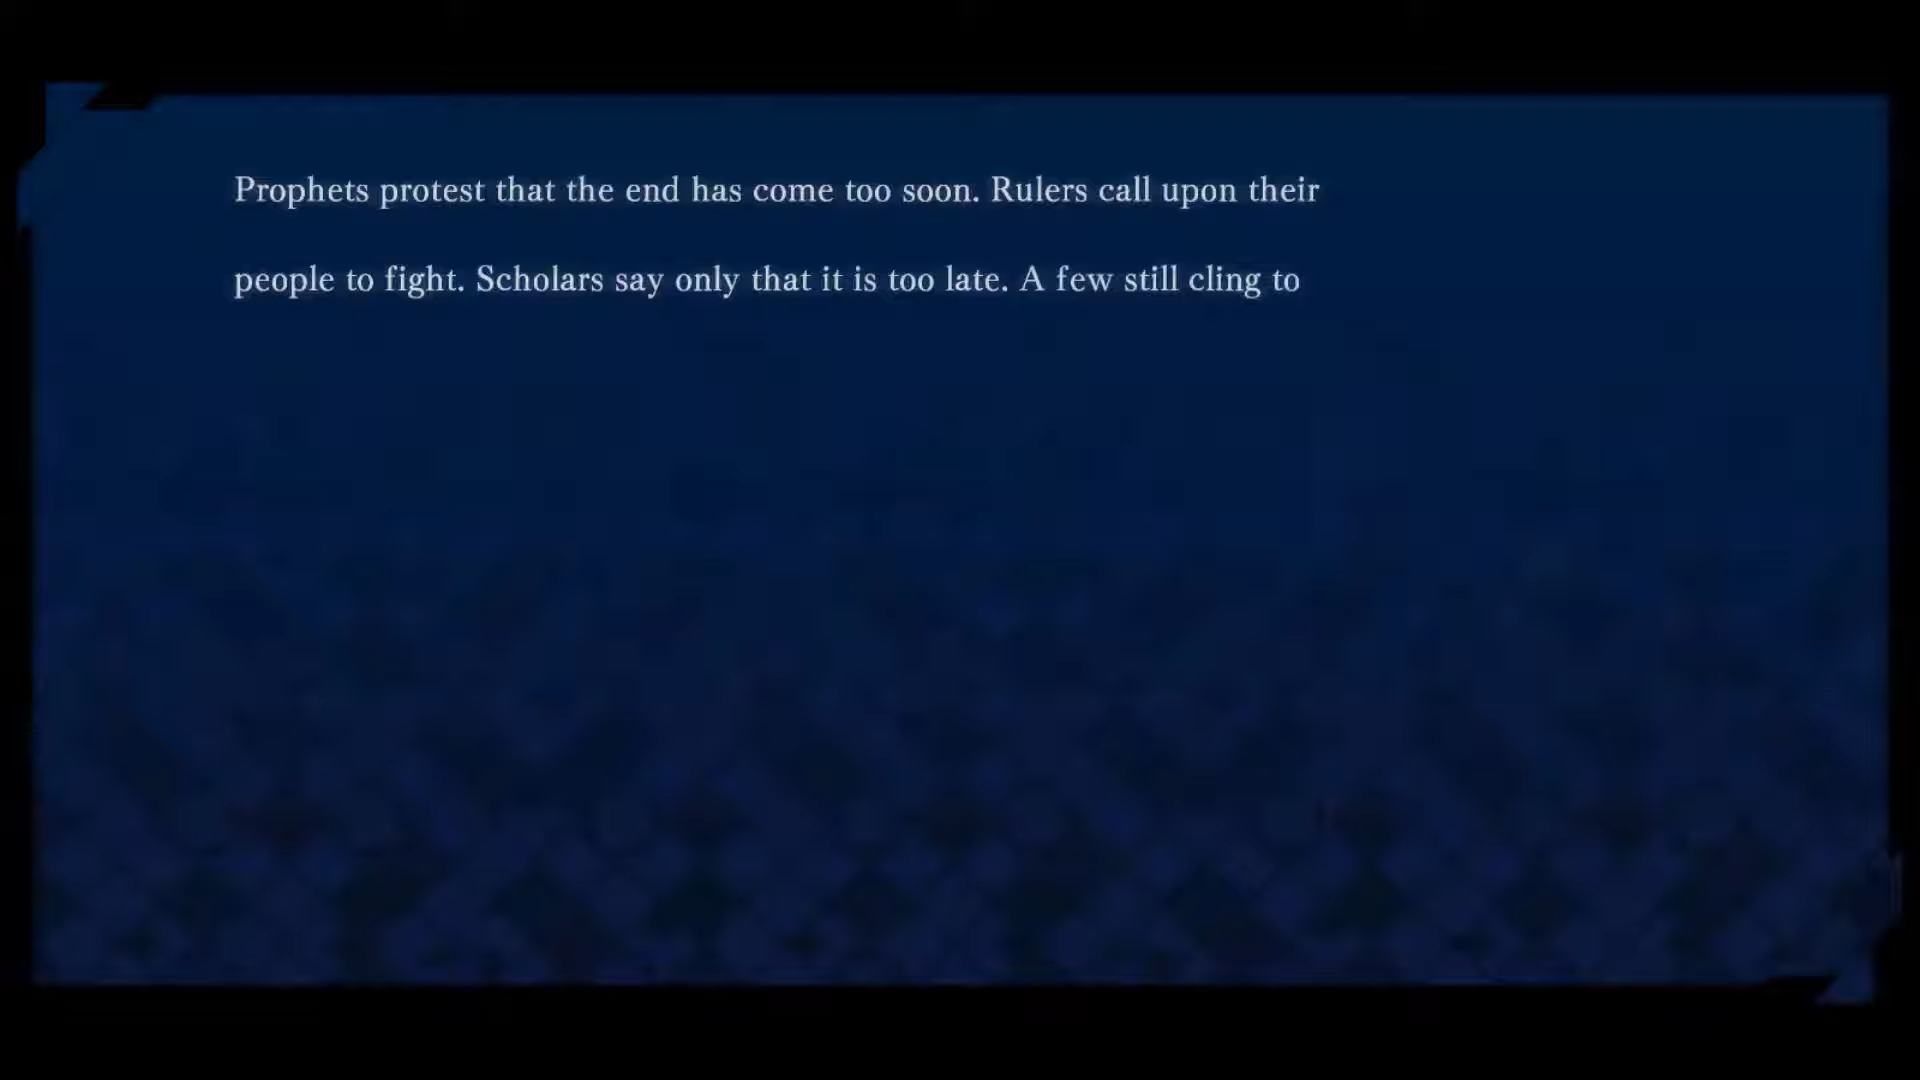 Prophets protest that the end has come too soon. Rulers call upon their
people to fight. Scholars say only that it is too late. A few still cling to